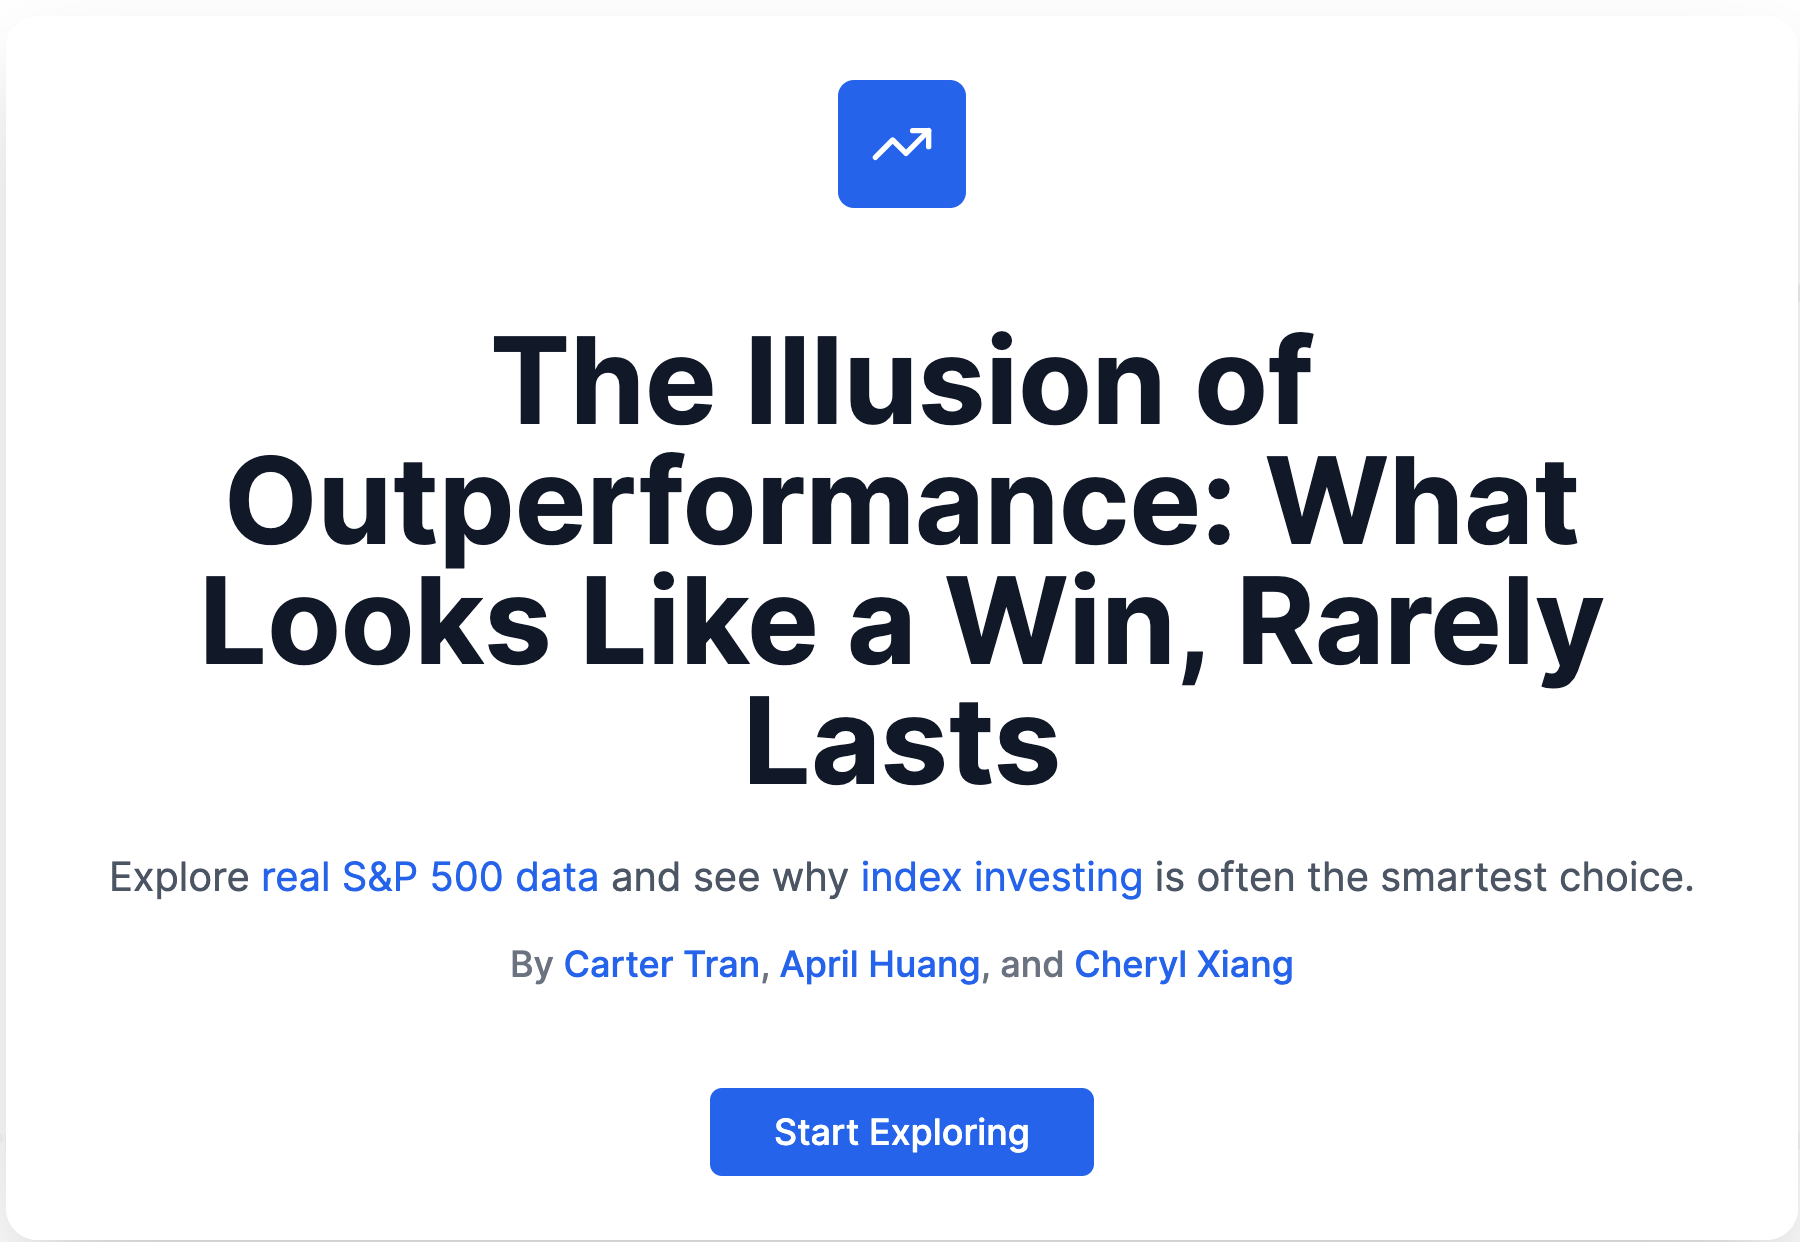 The Illusion of
Outperformance: What
Looks Like a Win, Rarely
Lasts
Explore real S&P 500 data and see why index investing is often the smartest choice.
By Carter Tran, April Huang, and Cheryl Xiang
Start Exploring